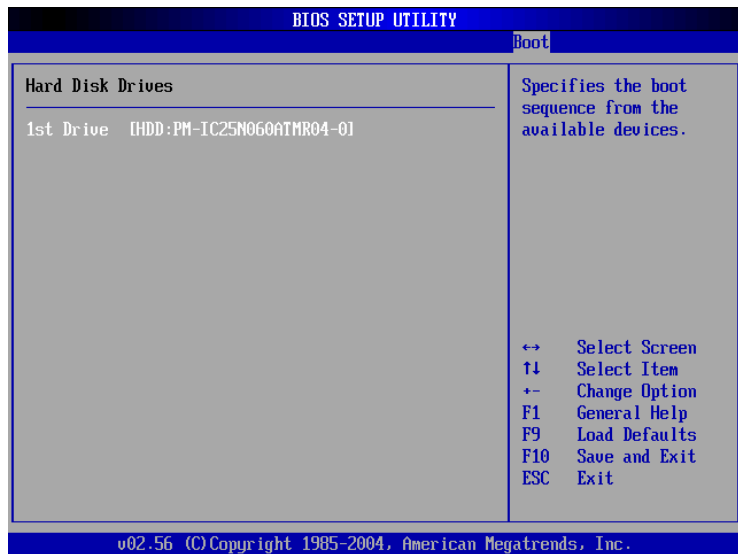 BIOS SETUP UTILITY
Boot
Hard Disk Drives
1st Drive [HDD:PM-IC25N060ATMR04-0]
Specifies the boot
sequence from the
available devices.
↔ Select Screen
↑↓ Select Item
+- Change Option
F1 General Help
F9 Load Defaults
F10 Save and Exit
ESC Exit
v02.56 (C)Copyright 1985-2004, American Megatrends, Inc.